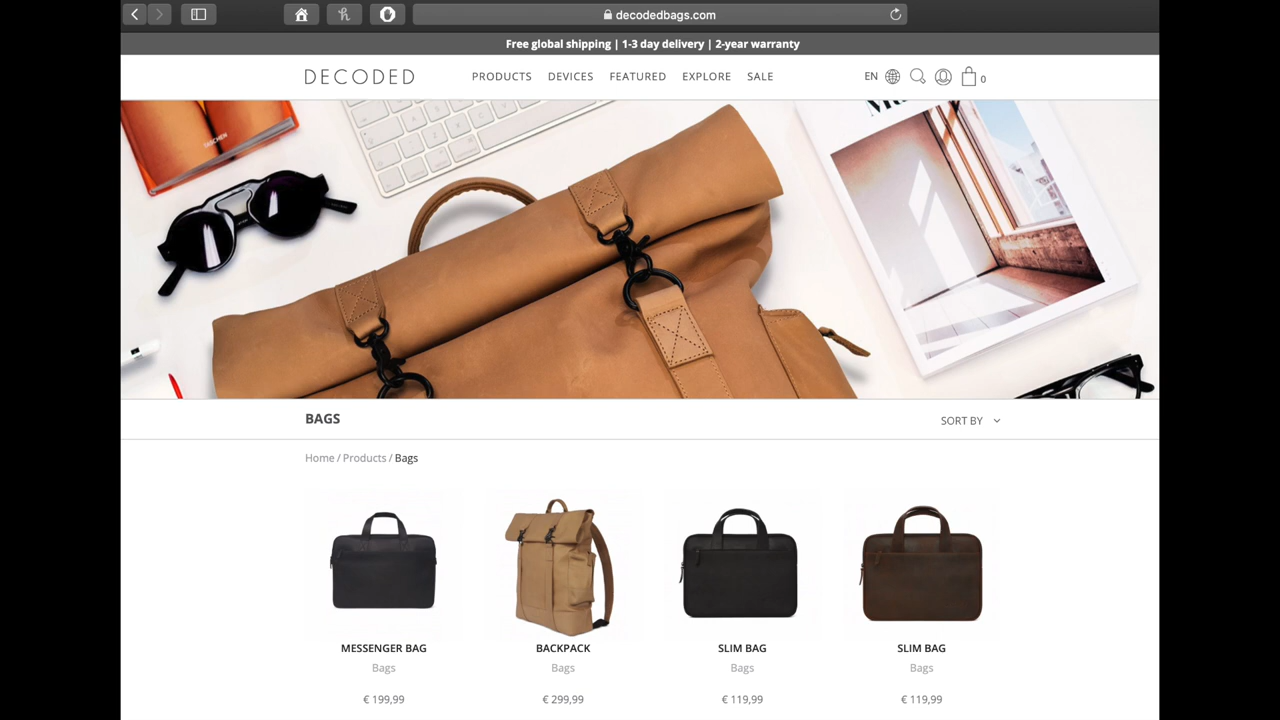 decodedbags.com
Free global shipping | 1-3 day delivery | 2-year warranty
DECODED
PRODUCTS DEVICES FEATURED EXPLORE SALE
EN
0
TASCHEN
BAGS
SORT BY
Home / Products / Bags
MESSENGER BAG
BACKPACK
SLIM BAG
SLIM BAG
Bags
Bags
Bags
Bags
€ 199,99
€ 299,99
€ 119,99
€ 119,99